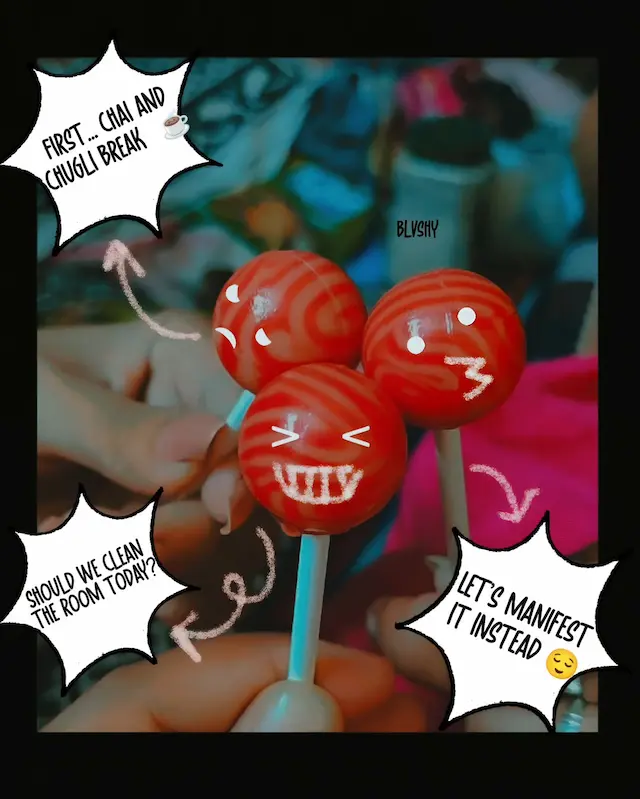 FIRST ... CHAI AND ☕
CHUGLI BREAK
BLVSHY
SHOULD WE CLEAN
THE ROOM TODAY?
LET'S MANIFEST
IT INSTEAD 😌